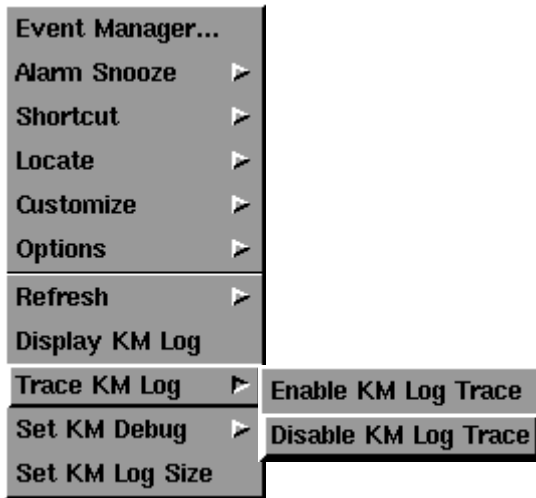 Event Manager...
Alarm Snooze
Shortcut
Locate
Customize
Options
Refresh
Display KM Log
Trace KM Log
Enable KM Log Trace
Disable KM Log Trace
Set KM Debug
Set KM Log Size